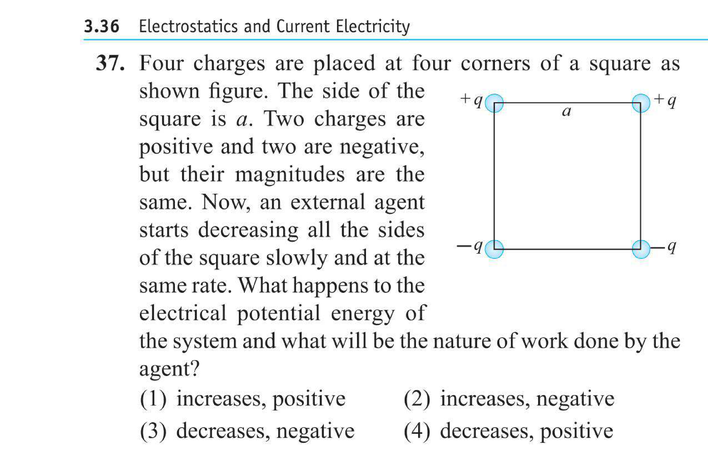 3.36 Electrostatics and Current Electricity
37. Four charges are placed at four corners of a square as
shown figure. The side of the
square is a. Two charges are
positive and two are negative,
but their magnitudes are the
same. Now, an external agent
starts decreasing all the sides
of the square slowly and at the
same rate. What happens to the
electrical potential energy of
the system and what will be the nature of work done by the
agent?
+q
+q
a
−q
−q
(1) increases, positive (2) increases, negative
(3) decreases, negative (4) decreases, positive